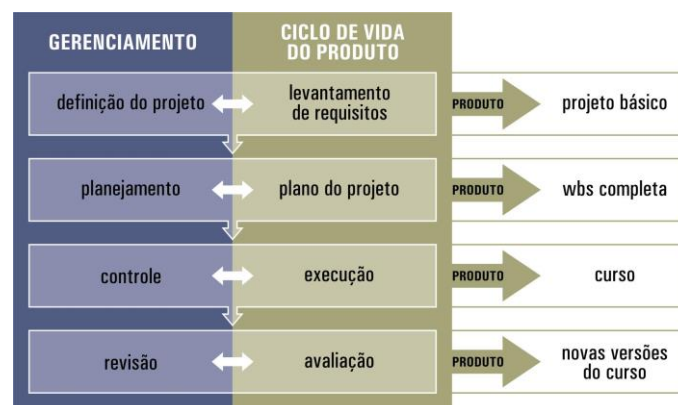 GERENCIAMENTO
CICLO DE VIDA
DO PRODUTO
definição do projeto
levantamento
de requisitos
PRODUTO
projeto básico
planejamento
plano do projeto
PRODUTO
wbs completa
controle
execução
PRODUTO
curso
revisão
avaliação
PRODUTO
novas versões
do curso